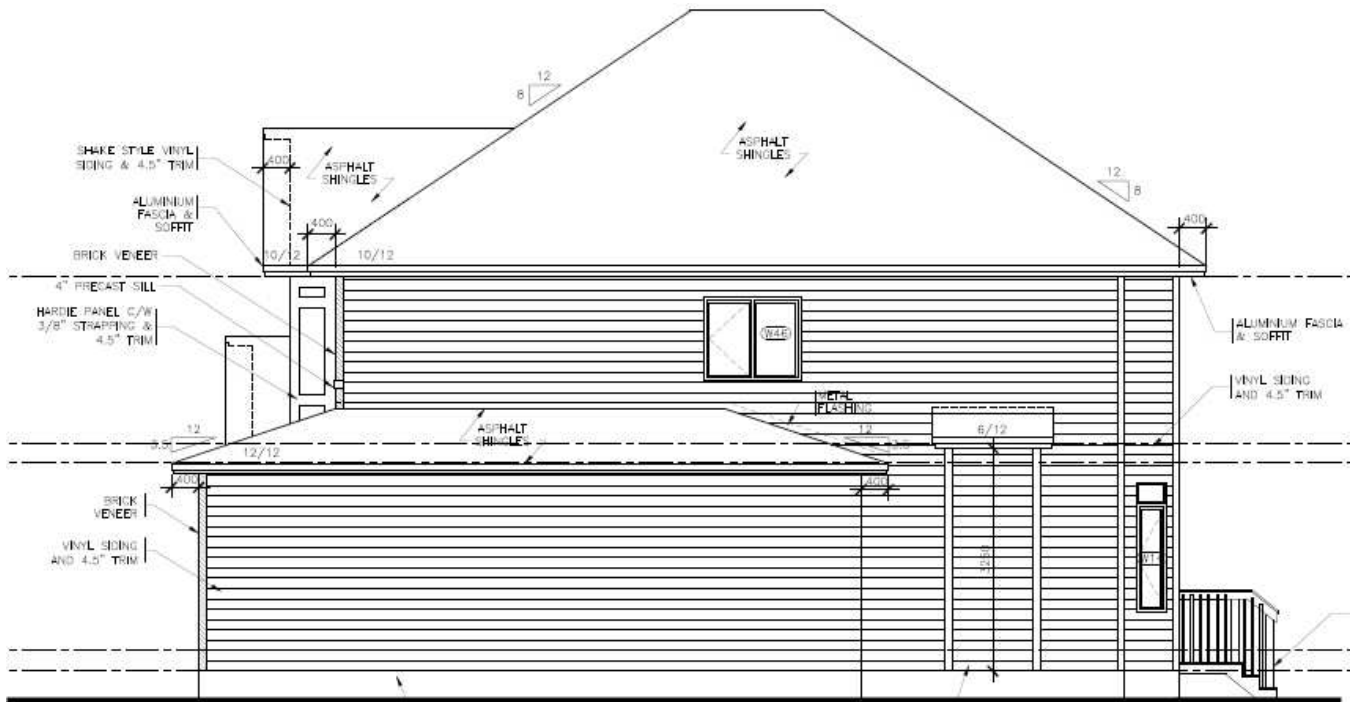 12
8
SHAKE STYLE VINYL
SIDING & 4.5" TRIM
400
ASPHALT
SHINGLES
ASPHALT
SHINGLES
12
8
ALUMINIUM
FASCIA &
SOFFIT
400
400
BRICK VENEER
10/12
10/12
4" PRECAST SILL
HARDIE PANEL C/W
3/8" STRAPPING &
4.5" TRIM
W46
ALUMINIUM FASCIA
& SOFFIT
VINYL SIDING
AND 4.5" TRIM
METAL
FLASHING
12
ASPHALT
SHINGLES
12
6/12
12/12
400
400
BRICK
VENEER
VINYL SIDING
AND 4.5" TRIM